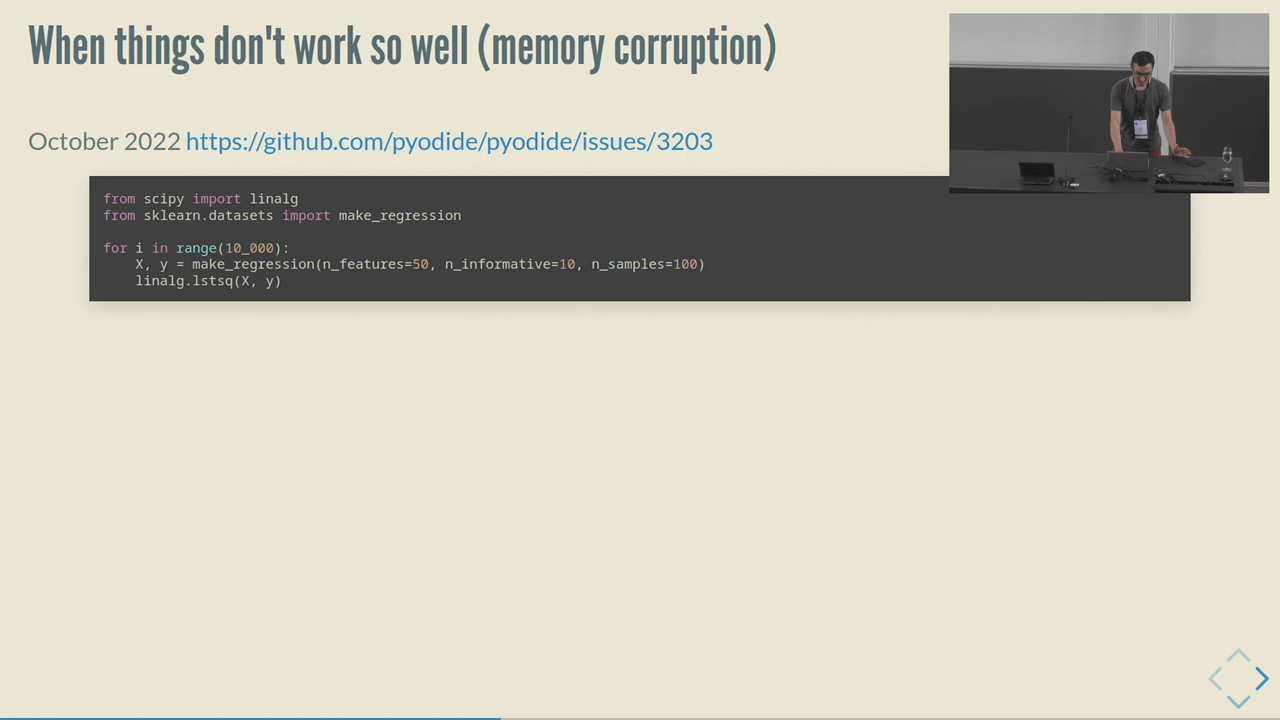 When things don't work so well (memory corruption)
October 2022 https://github.com/pyodide/pyodide/issues/3203
from scipy import linalg
from sklearn.datasets import make_regression
for i in range(10_000):
    X, y = make_regression(n_features=50, n_informative=10, n_samples=100)
    linalg.lstsq(X, y)